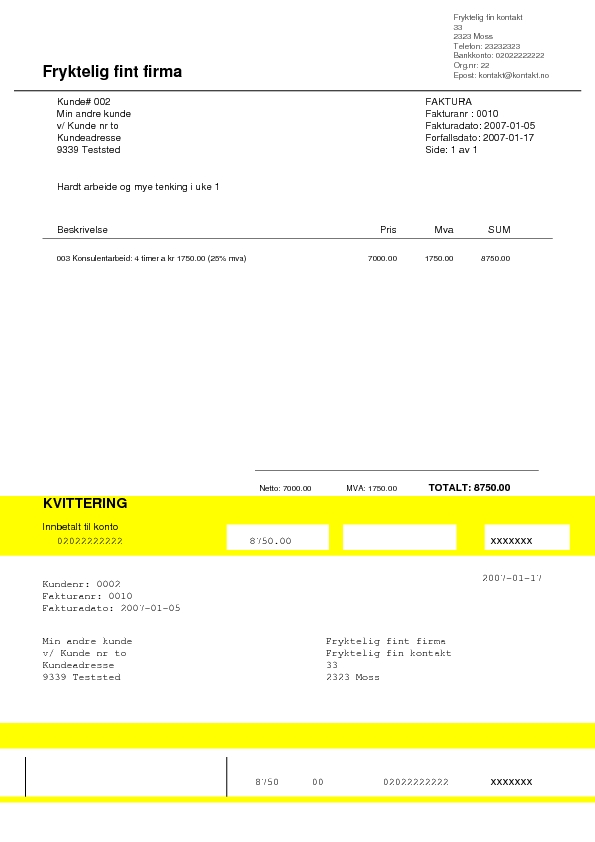 Fryktelig fin kontakt
33
2323 Moss
Telefon: 23232323
Bankkonto: 02022222222
Org.nr: 22
Epost: kontakt@kontakt.no
Fryktelig fint firma
Kunde# 002
Min andre kunde
v/ Kunde nr to
Kundeadresse
9339 Teststed
FAKTURA
Fakturanr : 0010
Fakturadato: 2007-01-05
Forfallsdato: 2007-01-17
Side: 1 av 1
Hardt arbeide og mye tenking i uke 1
Beskrivelse Pris Mva SUM
003 Konsulentarbeid: 4 timer a kr 1750.00 (25% mva) 7000.00 1750.00 8750.00
Netto: 7000.00 MVA: 1750.00 TOTALT: 8750.00
KVITTERING
Innbetalt til konto
02022222222 8750.00 XXXXXXX
2007-01-17
Kundenr: 0002
Fakturanr: 0010
Fakturadato: 2007-01-05
Min andre kunde
v/ Kunde nr to
Kundeadresse
9339 Teststed
Fryktelig fint firma
Fryktelig fin kontakt
33
2323 Moss
8750 00 02022222222 XXXXXXX